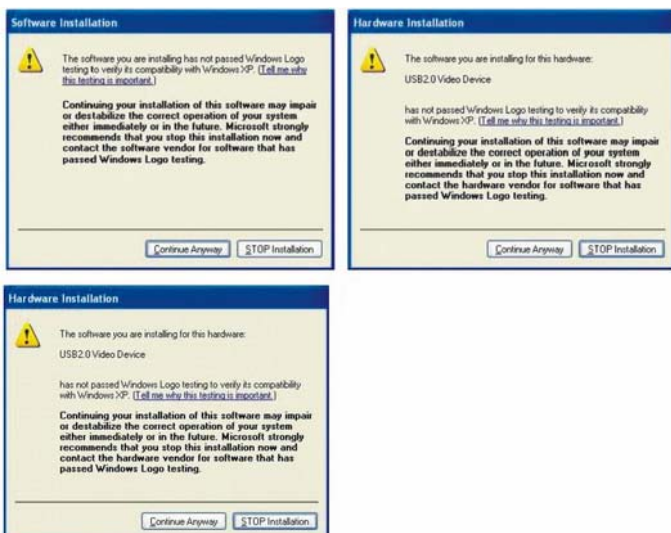 Software Installation
The software you are installing has not passed Windows Logo
testing to verify its compatibility with Windows XP. (Tell me why
this testing is important.)
Continuing your installation of this software may impair
or destabilize the correct operation of your system
either immediately or in the future. Microsoft strongly
recommends that you stop this installation now and
contact the software vendor for software that has
passed Windows Logo testing.
Continue Anyway
STOP Installation
Hardware Installation
The software you are installing for this hardware:
USB2.0 Video Device
has not passed Windows Logo testing to verify its compatibility
with Windows XP. (Tell me why this testing is important.)
Continuing your installation of this software may impair
or destabilize the correct operation of your system
either immediately or in the future. Microsoft strongly
recommends that you stop this installation now and
contact the hardware vendor for software that has
passed Windows Logo testing.
Continue Anyway
STOP Installation
Hardware Installation
The software you are installing for this hardware:
USB2.0 Video Device
has not passed Windows Logo testing to verify its compatibility
with Windows XP. (Tell me why this testing is important.)
Continuing your installation of this software may impair
or destabilize the correct operation of your system
either immediately or in the future. Microsoft strongly
recommends that you stop this installation now and
contact the hardware vendor for software that has
passed Windows Logo testing.
Continue Anyway
STOP Installation